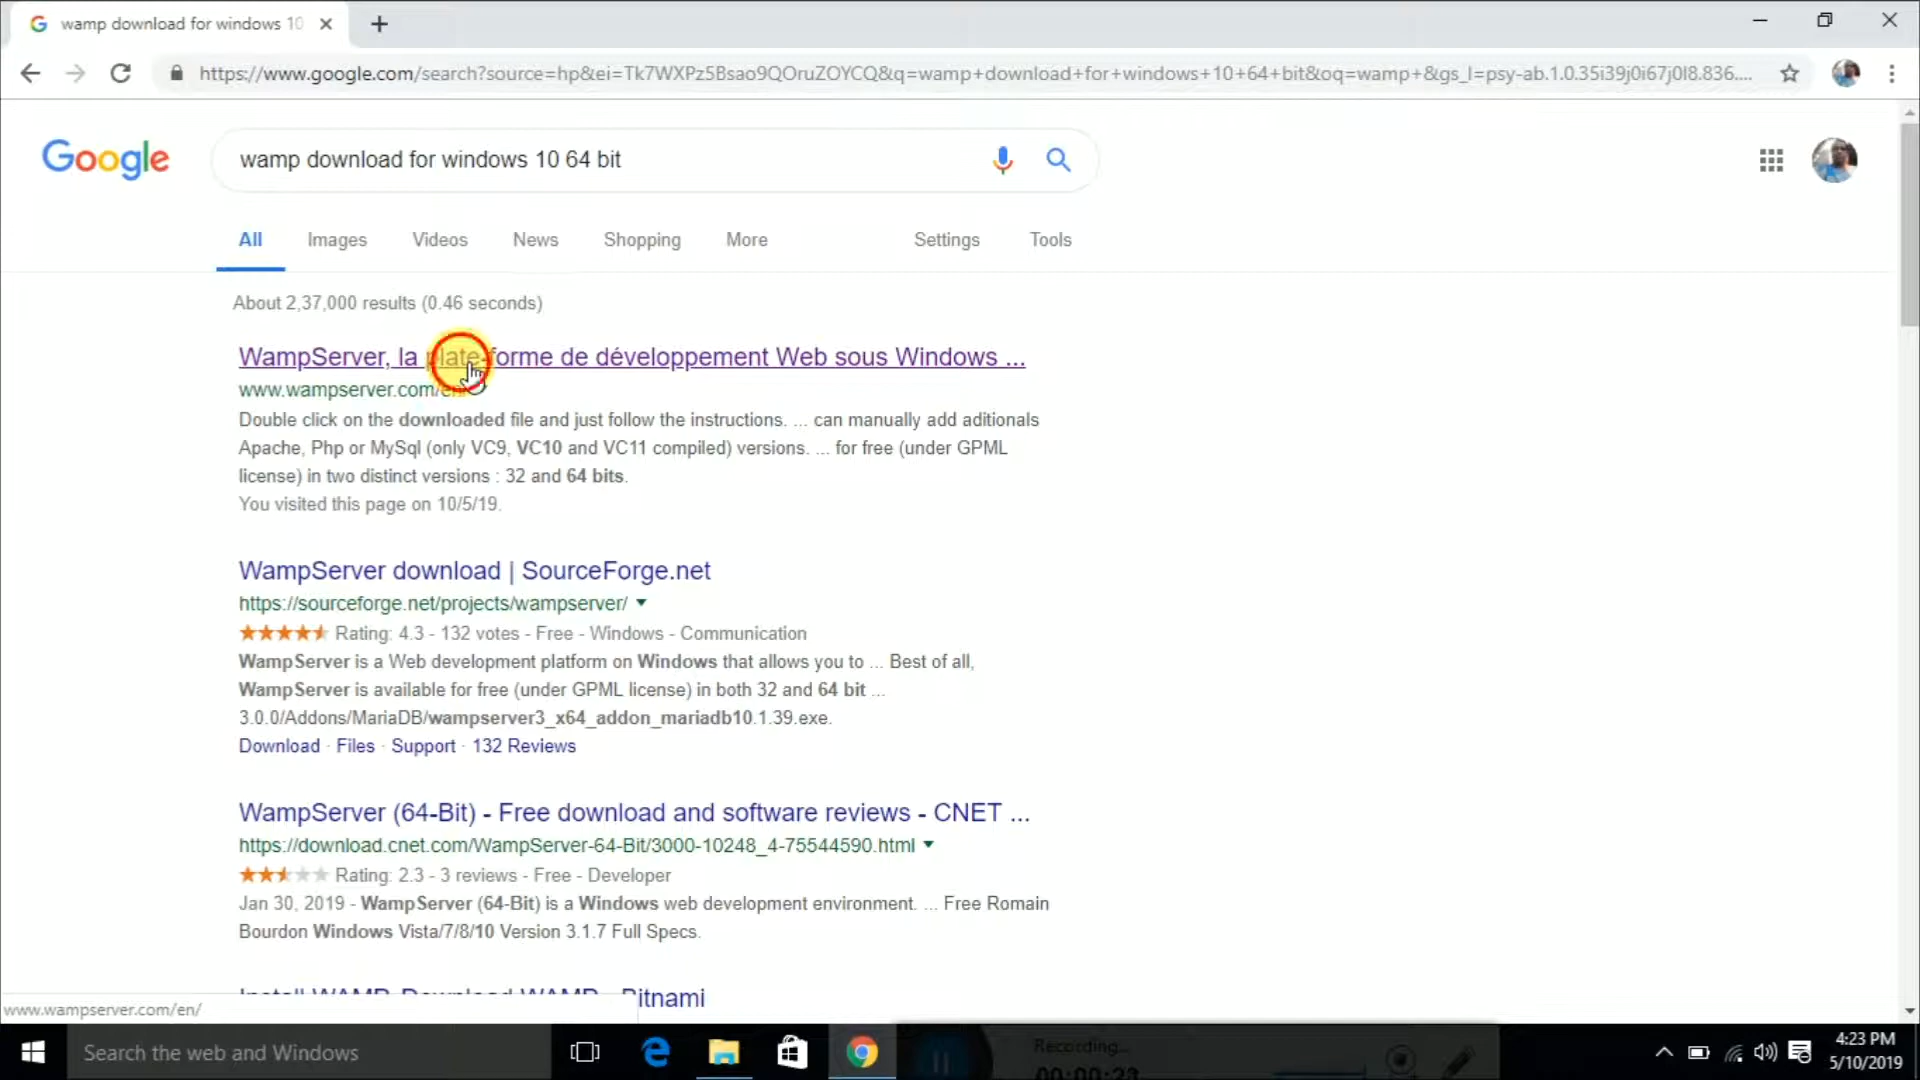 wamp download for windows 10
https://www.google.com/search?source=hp&ei=Tk7WXPz5Bsao9QOruZOYCQ&q=wamp+download+for+windows+10+64+bit&oq=wamp+&gs_l=psy-ab.1.0.35i39j0i67j0l8.836....
Google
wamp download for windows 10 64 bit
All Images Videos News Shopping More Settings Tools
About 2,37,000 results (0.46 seconds)
WampServer, la plate-forme de développement Web sous Windows ...
www.wampserver.com/en/
Double click on the downloaded file and just follow the instructions. ... can manually add aditionals
Apache, Php or MySql (only VC9, VC10 and VC11 compiled) versions. ... for free (under GPML
license) in two distinct versions : 32 and 64 bits.
You visited this page on 10/5/19.
WampServer download | SourceForge.net
https://sourceforge.net/projects/wampserver/
Rating: 4.3 - 132 votes - Free - Windows - Communication
WampServer is a Web development platform on Windows that allows you to ... Best of all,
WampServer is available for free (under GPML license) in both 32 and 64 bit ...
3.0.0/Addons/MariaDB/wampserver3_x64_addon_mariadb10.1.39.exe.
Download · Files · Support · 132 Reviews
WampServer (64-Bit) - Free download and software reviews - CNET ...
https://download.cnet.com/WampServer-64-Bit/3000-10248_4-75544590.html
Rating: 2.3 - 3 reviews - Free - Developer
Jan 30, 2019 - WampServer (64-Bit) is a Windows web development environment. ... Free Romain
Bourdon Windows Vista/7/8/10 Version 3.1.7 Full Specs.
Install WAMP, Download WAMP - Bitnami
www.wampserver.com/en/
Search the web and Windows
Recording...
00:00:23
4:23 PM
5/10/2019